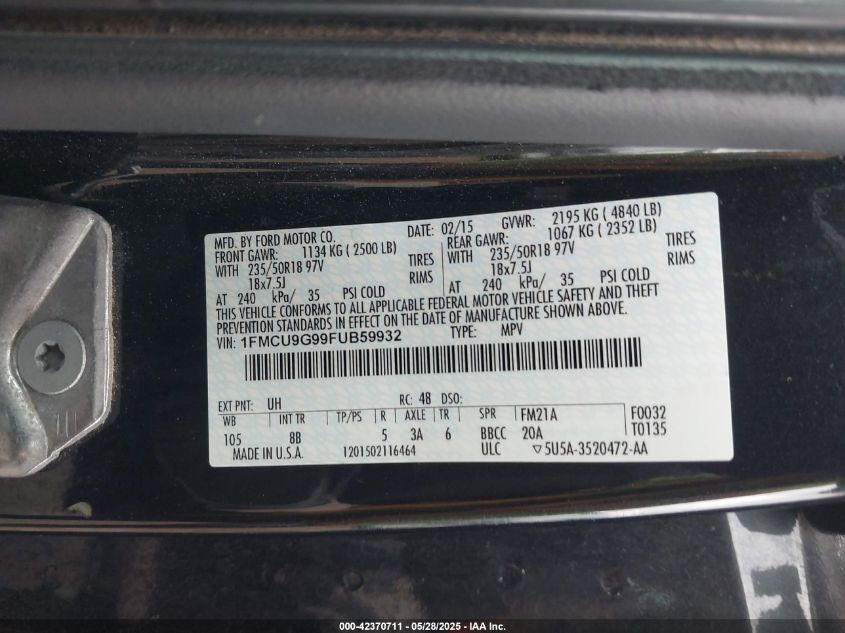 MFD. BY FORD MOTOR CO. DATE: 02/15 GVWR: 2195 KG ( 4840 LB)
FRONT GAWR: 1134 KG ( 2500 LB) REAR GAWR: 1067 KG ( 2352 LB)
WITH 235/50R18 97V TIRES WITH 235/50R18 97V TIRES
18x7.5J RIMS 18x7.5J RIMS
AT 240 kPa/ 35 PSI COLD AT 240 kPa/ 35 PSI COLD
THIS VEHICLE CONFORMS TO ALL APPLICABLE FEDERAL MOTOR VEHICLE SAFETY AND THEFT
PREVENTION STANDARDS IN EFFECT ON THE DATE OF MANUFACTURE SHOWN ABOVE.
VIN: 1FMCU9G99FUB59932 TYPE: MPV
EXT PNT: UH RC: 48 DSO:
WB INT TR TP/PS R AXLE TR SPR FM21A F0032
105 8B 5 3A 6 BBCC 20A T0135
MADE IN U.S.A. 1201502116464 ULC ▽5U5A-3520472-AA
000-42370711 - 05/28/2025 - IAA Inc.